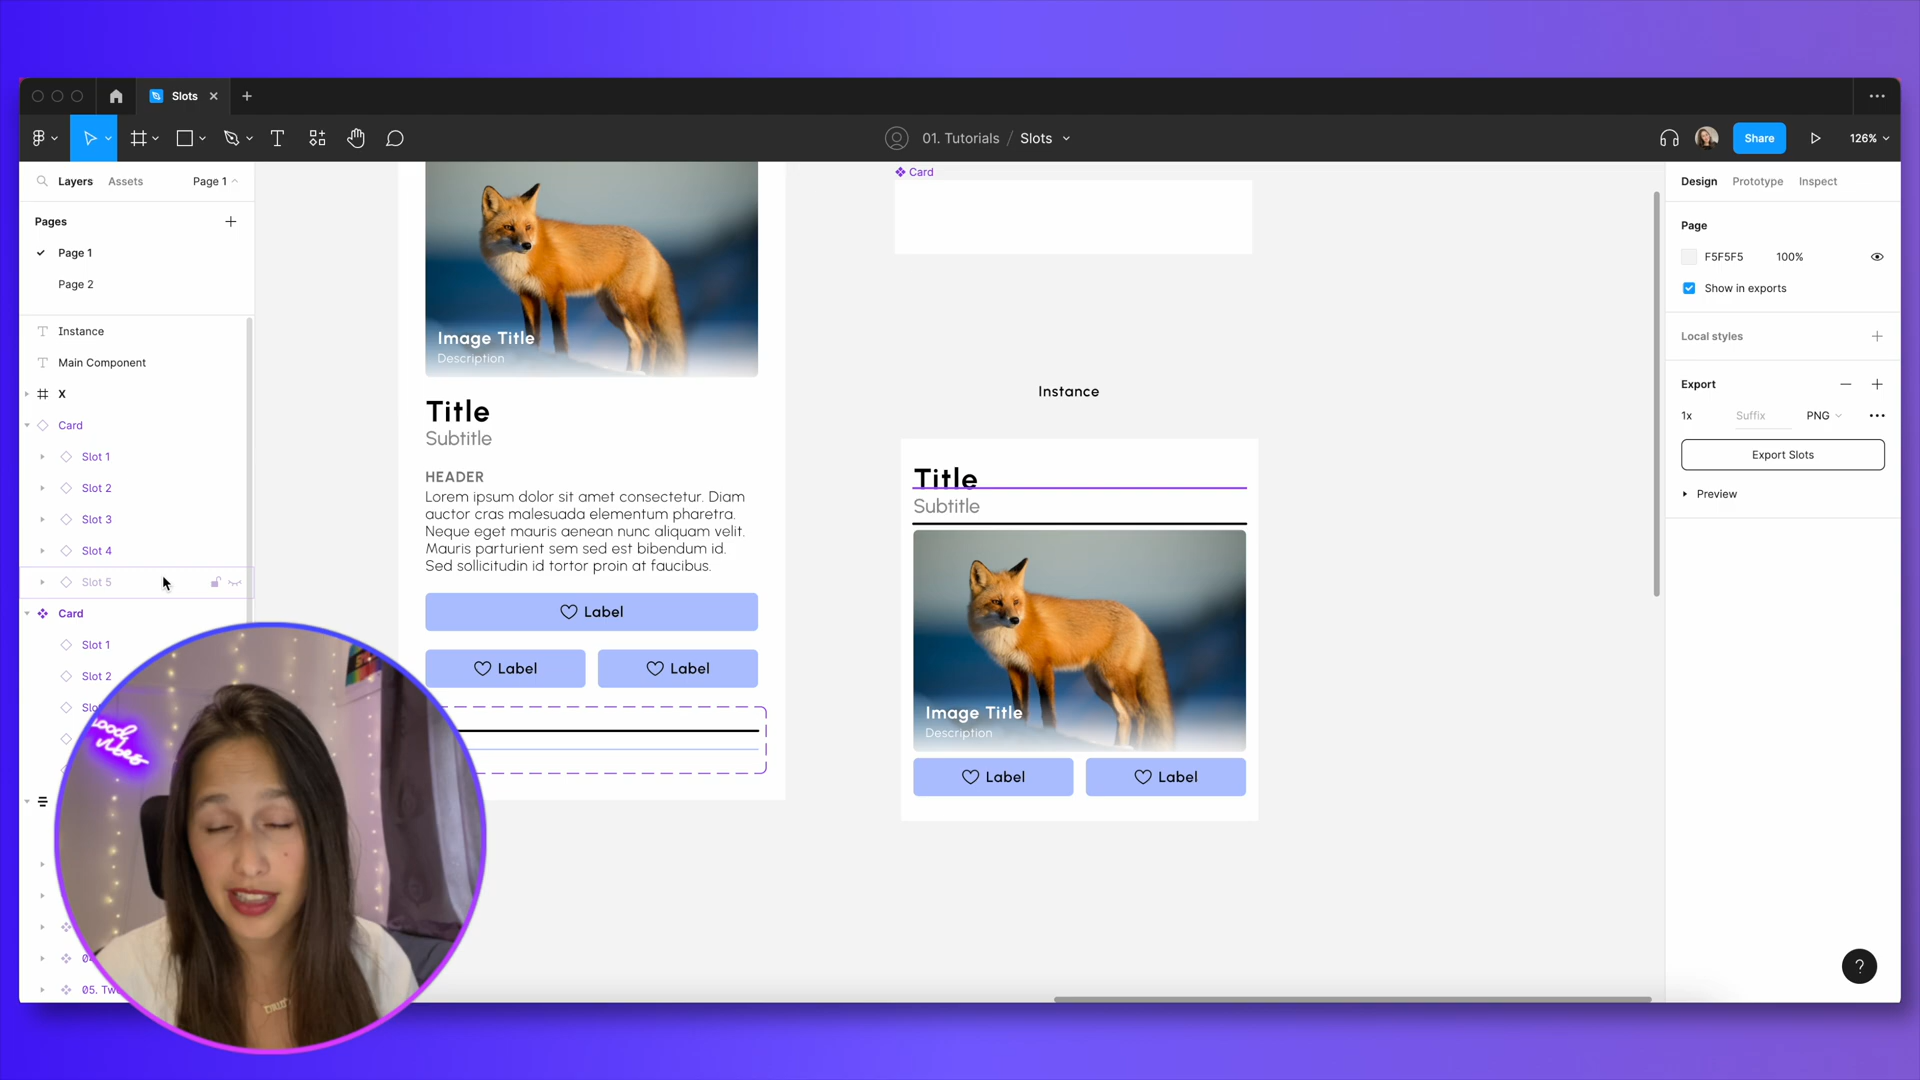 Slots
01. Tutorials / Slots
Share
126%
Layers
Assets
Page 1
Pages
Page 1
Page 2
Instance
Main Component
X
Card
Slot 1
Slot 2
Slot 3
Slot 4
Slot 5
Card
Slot 1
Slot 2
05. Tw
good
vibes
Image Title
Description
Title
Subtitle
HEADER
Lorem ipsum dolor sit amet consectetur. Diam
auctor cras malesuada elementum pharetra.
Neque eget mauris aenean nunc aliquam velit.
Mauris parturient sem sed est bibendum id.
Sed sollicitudin id tortor proin at faucibus.
Label
Label
Label
Card
Instance
Title
Subtitle
Image Title
Description
Label
Label
Design
Prototype
Inspect
Page
F5F5F5
100%
Show in exports
Local styles
Export
1x
Suffix
PNG
Export Slots
Preview
?